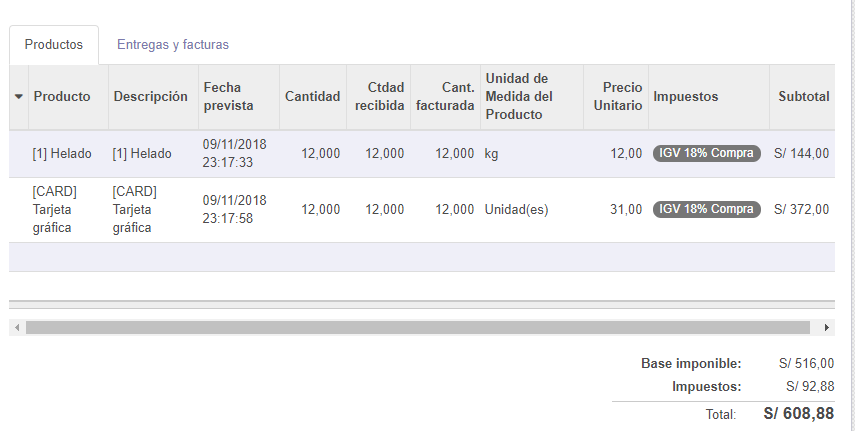 Productos Entregas y facturas
Producto Descripción Fecha prevista Cantidad Ctdad recibida Cant. facturada Unidad de Medida del Producto Precio Unitario Impuestos Subtotal
[1] Helado [1] Helado 09/11/2018 23:17:33 12,000 12,000 12,000 kg 12,00 IGV 18% Compra S/ 144,00
[CARD] Tarjeta gráfica [CARD] Tarjeta gráfica 09/11/2018 23:17:58 12,000 12,000 12,000 Unidad(es) 31,00 IGV 18% Compra S/ 372,00
Base imponible: S/ 516,00
Impuestos: S/ 92,88
Total: S/ 608,88